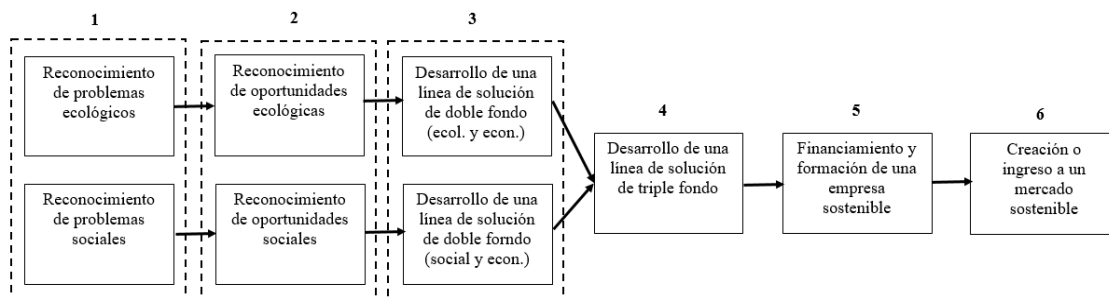 1
2
3
Reconocimiento
de problemas
ecológicos
Reconocimiento
de oportunidades
ecológicas
Desarrollo de una
línea de solución
de doble fondo
(ecol. y econ.)
4
5
6
Desarrollo de una
línea de solución
de triple fondo
Financiamiento y
formación de una
empresa
sostenible
Creación o
ingreso a un
mercado
sostenible
Reconocimiento
de problemas
sociales
Reconocimiento
de oportunidades
sociales
Desarrollo de una
línea de solución
de doble forndo
(social y econ.)